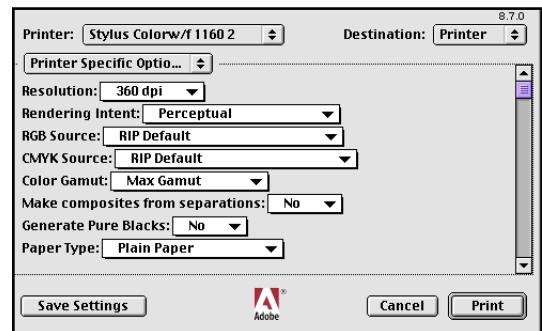 8.7.0
Printer: Stylus Colorw/f 1160 2 Destination: Printer
Printer Specific Optio...
Resolution: 360 dpi
Rendering Intent: Perceptual
RGB Source: RIP Default
CMYK Source: RIP Default
Color Gamut: Max Gamut
Make composites from separations: No
Generate Pure Blacks: No
Paper Type: Plain Paper
Save Settings Adobe® Cancel Print